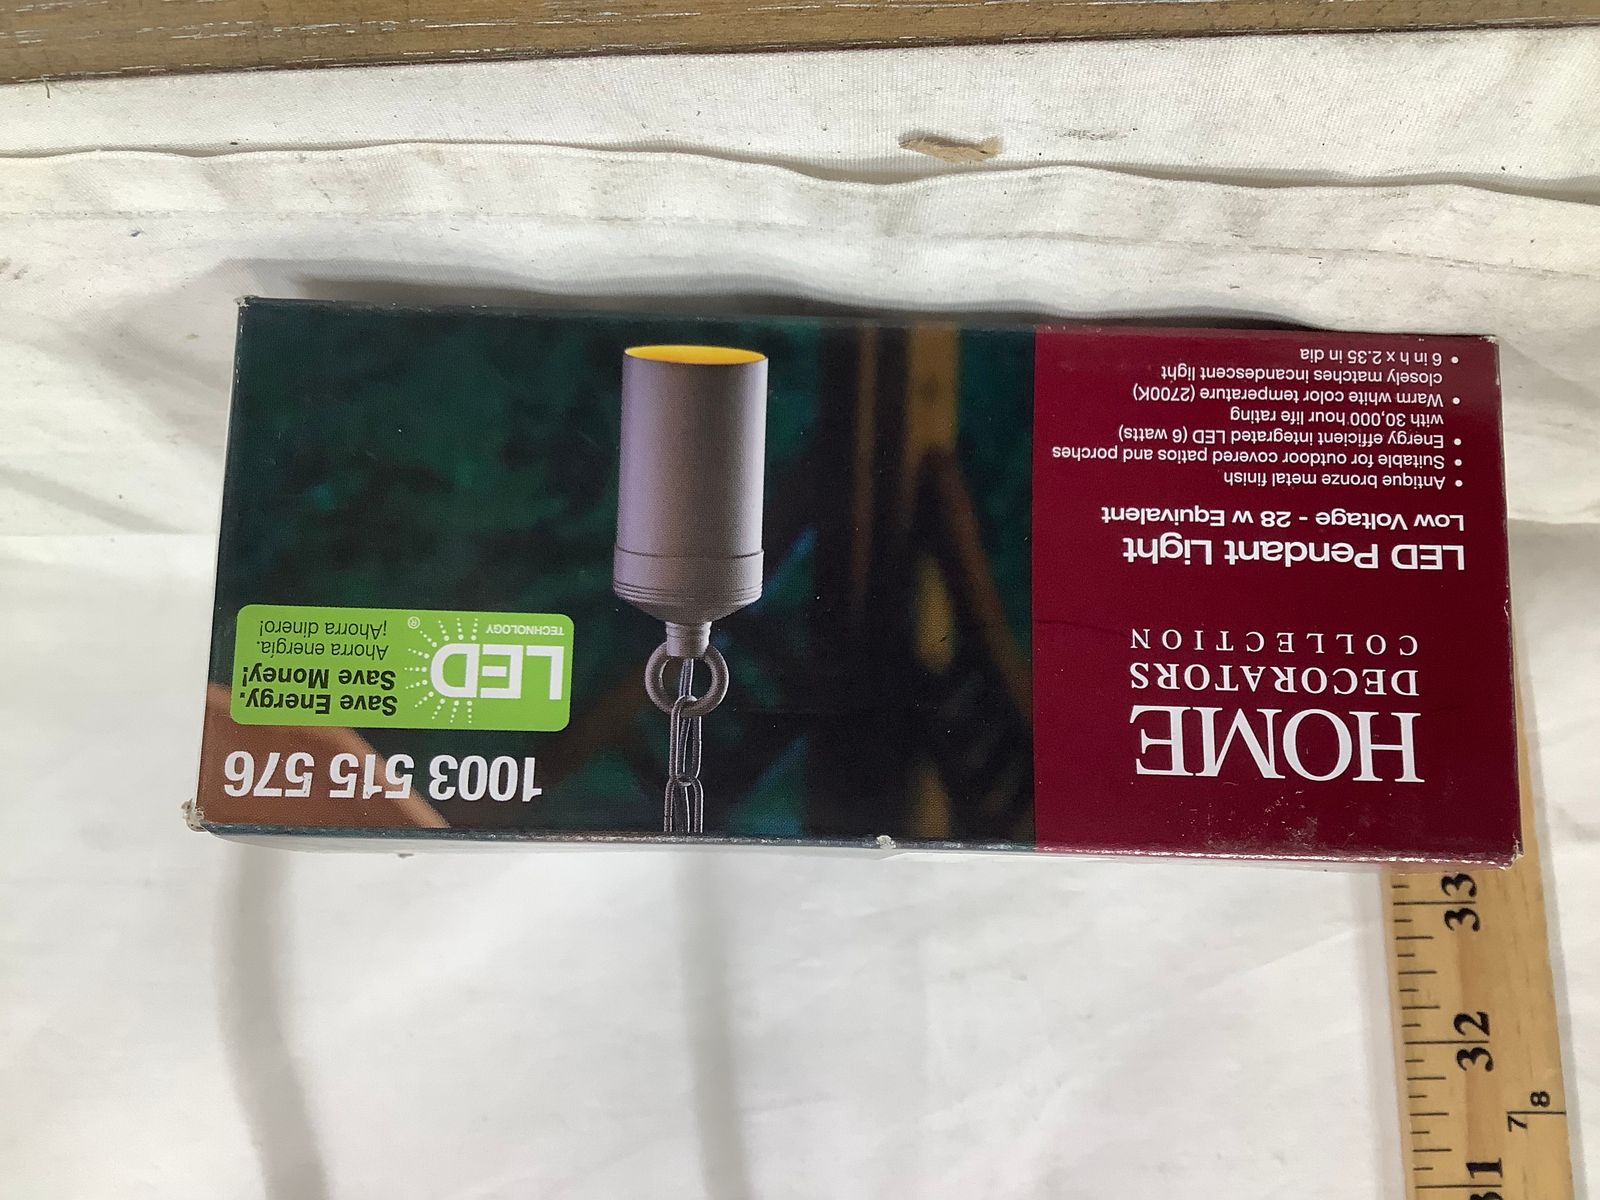 HOME
DECORATORS
COLLECTION
LED Pendant Light
Low Voltage - 28 w Equivalent
• Antique bronze metal finish
• Suitable for outdoor covered patios and porches
• Energy efficient integrated LED (6 watts)
with 30,000 hour life rating
• Warm white color temperature (2700K)
closely matches incandescent light
• 6 in h x 2.35 in dia
1003 515 576
LED
TECHNOLOGY
®
Save Energy.
Save Money!
Ahorra energía.
¡Ahorra dinero!
33
32
31
7
8